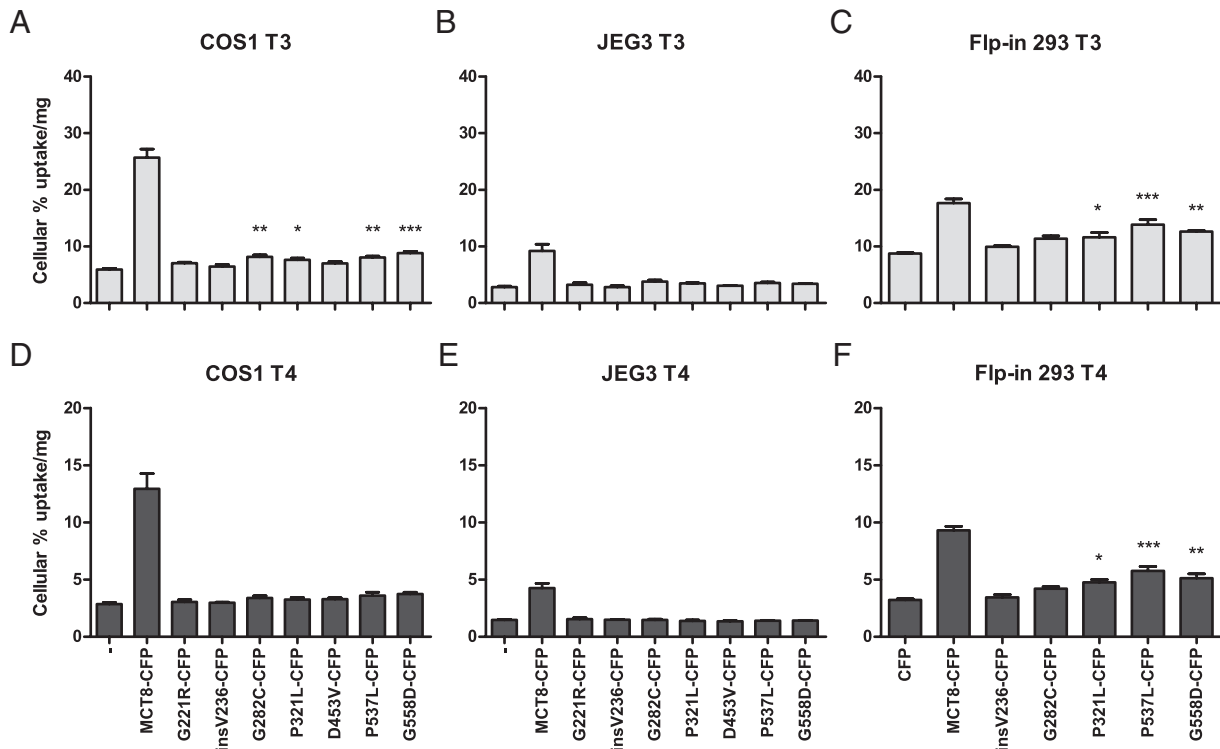 A
COS1 T3
B
JEG3 T3
C
Flp-in 293 T3
Cellular % uptake/mg
40
30
20
10
0
** * ** ***
40
30
20
10
0
40
30
20
10
0
* *** **
D
COS1 T4
E
JEG3 T4
F
Flp-in 293 T4
Cellular % uptake/mg
20
15
10
5
0
20
15
10
5
0
20
15
10
5
0
* *** **
-
MCT8-CFP
G221R-CFP
insV236-CFP
G282C-CFP
P321L-CFP
D453V-CFP
P537L-CFP
G558D-CFP
-
MCT8-CFP
G221R-CFP
insV236-CFP
G282C-CFP
P321L-CFP
D453V-CFP
P537L-CFP
G558D-CFP
CFP
MCT8-CFP
insV236-CFP
G282C-CFP
P321L-CFP
P537L-CFP
G558D-CFP